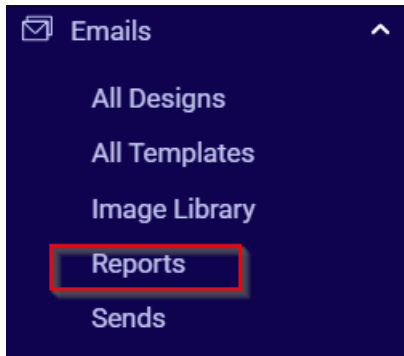 Emails
All Designs
All Templates
Image Library
Reports
Sends